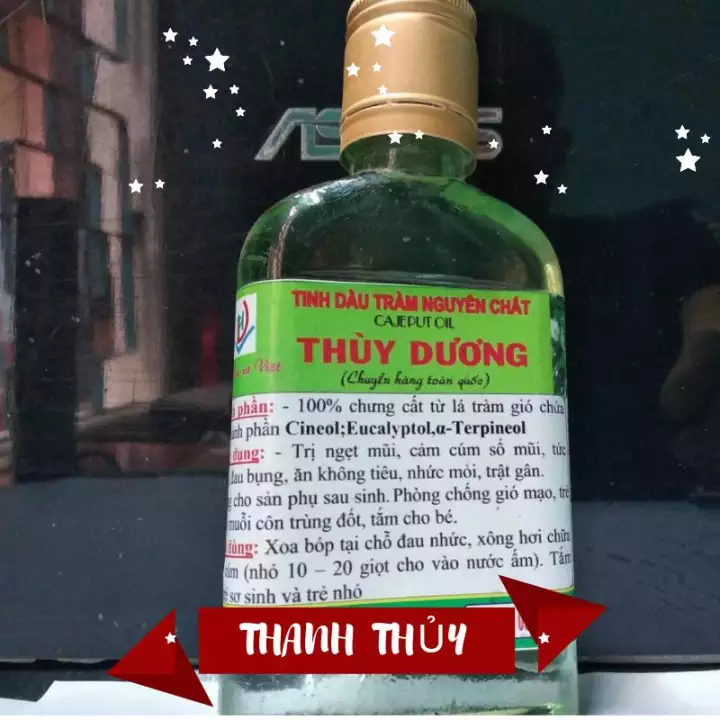 TINH DẦU TRÀM NGUYÊN CHẤT
CAJEPUT OIL
THÙY DƯƠNG
Việt
(Chuyển hàng toàn quốc)
phần: - 100% chưng cất từ lá tràm gió chứa
phần Cineol;Eucalyptol,α-Terpineol
dụng: - Trị ngẹt mũi, cảm cúm sổ mũi, tức
đau bụng, ăn không tiêu, nhức mỏi, trật gân.
cho sản phụ sau sinh. Phòng chống gió mạo, trẻ
muỗi côn trùng đốt, tắm cho bé.
dùng: Xoa bóp tại chỗ đau nhức, xông hơi chữa
(nhỏ 10 – 20 giọt cho vào nước ấm). Tắm
sơ sinh và trẻ nhỏ
THANH THỦY